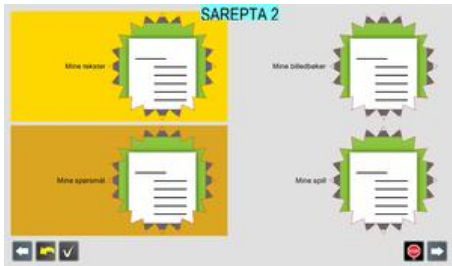 SAREPTA 2
Mine tekster
Mine billedbøker
Mine spørsmål
Mine spill